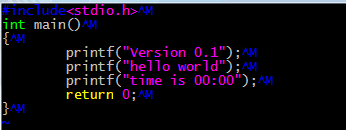 #include<stdio.h>^M
int main()^M
{^M
        printf("Version 0.1");^M
        printf("hello world");^M
        printf("time is 00:00");^M
        return 0;^M
}^M
~